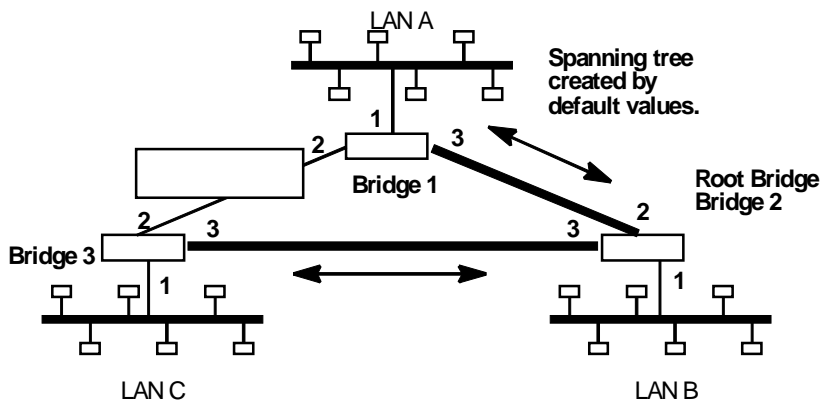 LAN A
Spanning tree
created by
default values.
1
2
3
Bridge 1
Root Bridge
Bridge 2
2
2
Bridge 3
3
3
1
1
LAN C
LAN B